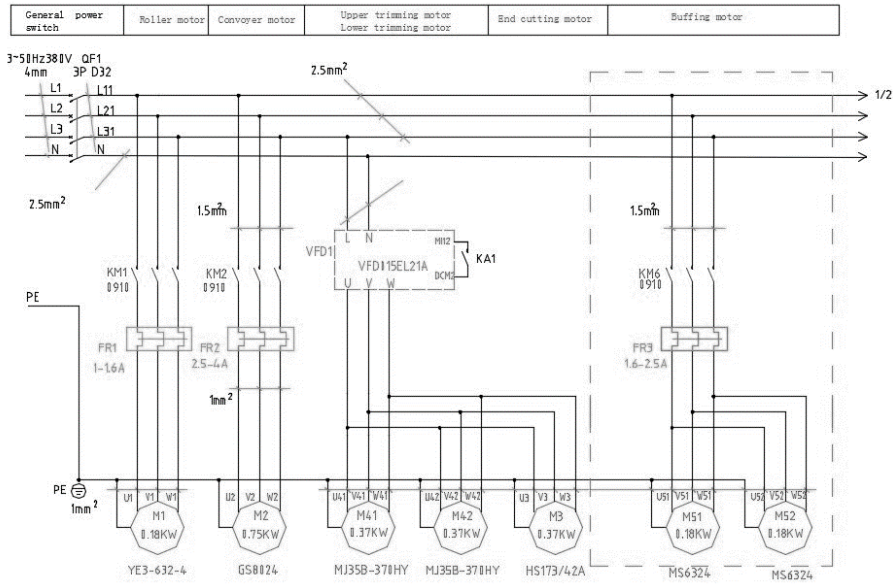 General power switch
Roller motor
Convoyer motor
Upper trimming motor
Lower trimming motor
End cutting motor
Buffing motor
3~50Hz380V QF1
4mm 3P D32
2.5mm²
L1 L11
L2 L21
L3 L31
N N
1/2
2.5mm²
1.5mm²
1.5mm²
L N
VFD1
MI12
VFD115EL21A
KA1
DCM2
U V W
KM1
0910
KM2
0910
KM6
0910
PE
FR1
1-1.6A
FR2
2.5-4A
FR3
1.6-2.5A
1mm²
PE
1mm²
U1 V1 W1
U2 V2 W2
U41 V41 W41
U42 V42 W42
U3 V3 W3
U51 V51 W51
U52 V52 W52
M1
0.18KW
M2
0.75KW
M41
0.37KW
M42
0.37KW
M3
0.37KW
M51
0.18KW
M52
0.18KW
YE3-632-4
GS8024
MJ35B-370HY
MJ35B-370HY
HS173/42A
MS6324
MS6324